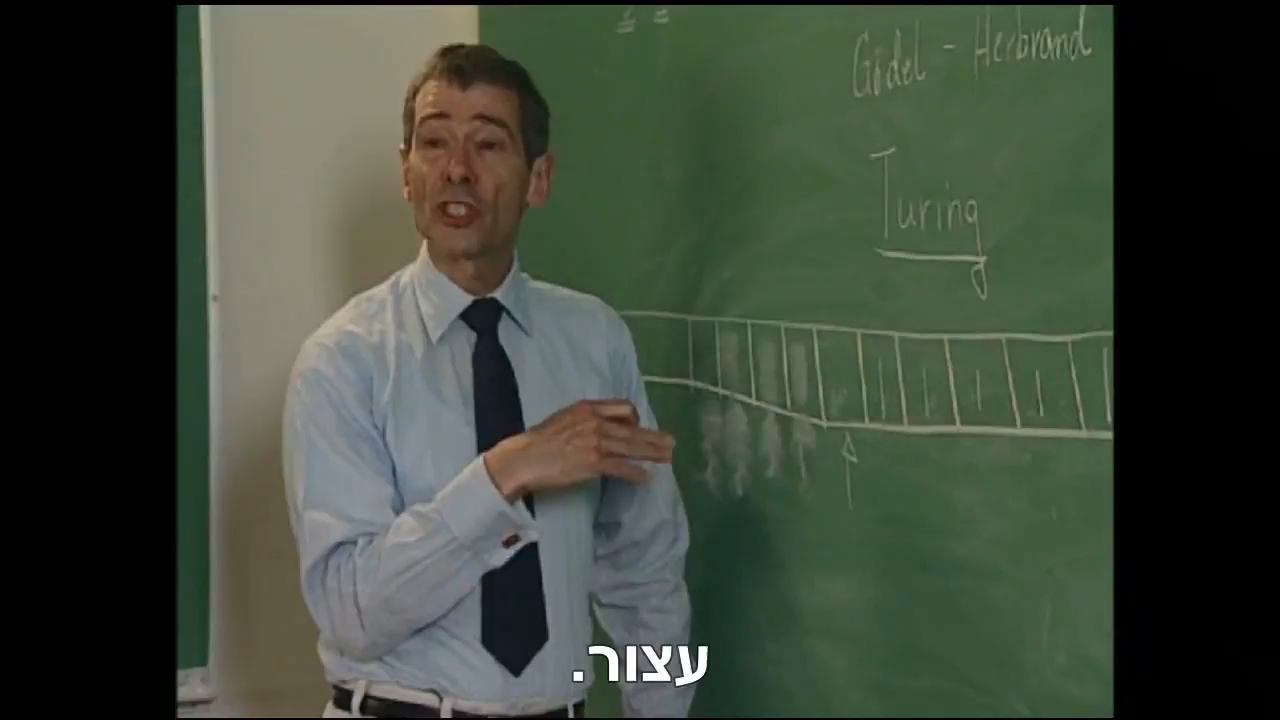 Gödel - Herbrand
Turing
עצור.